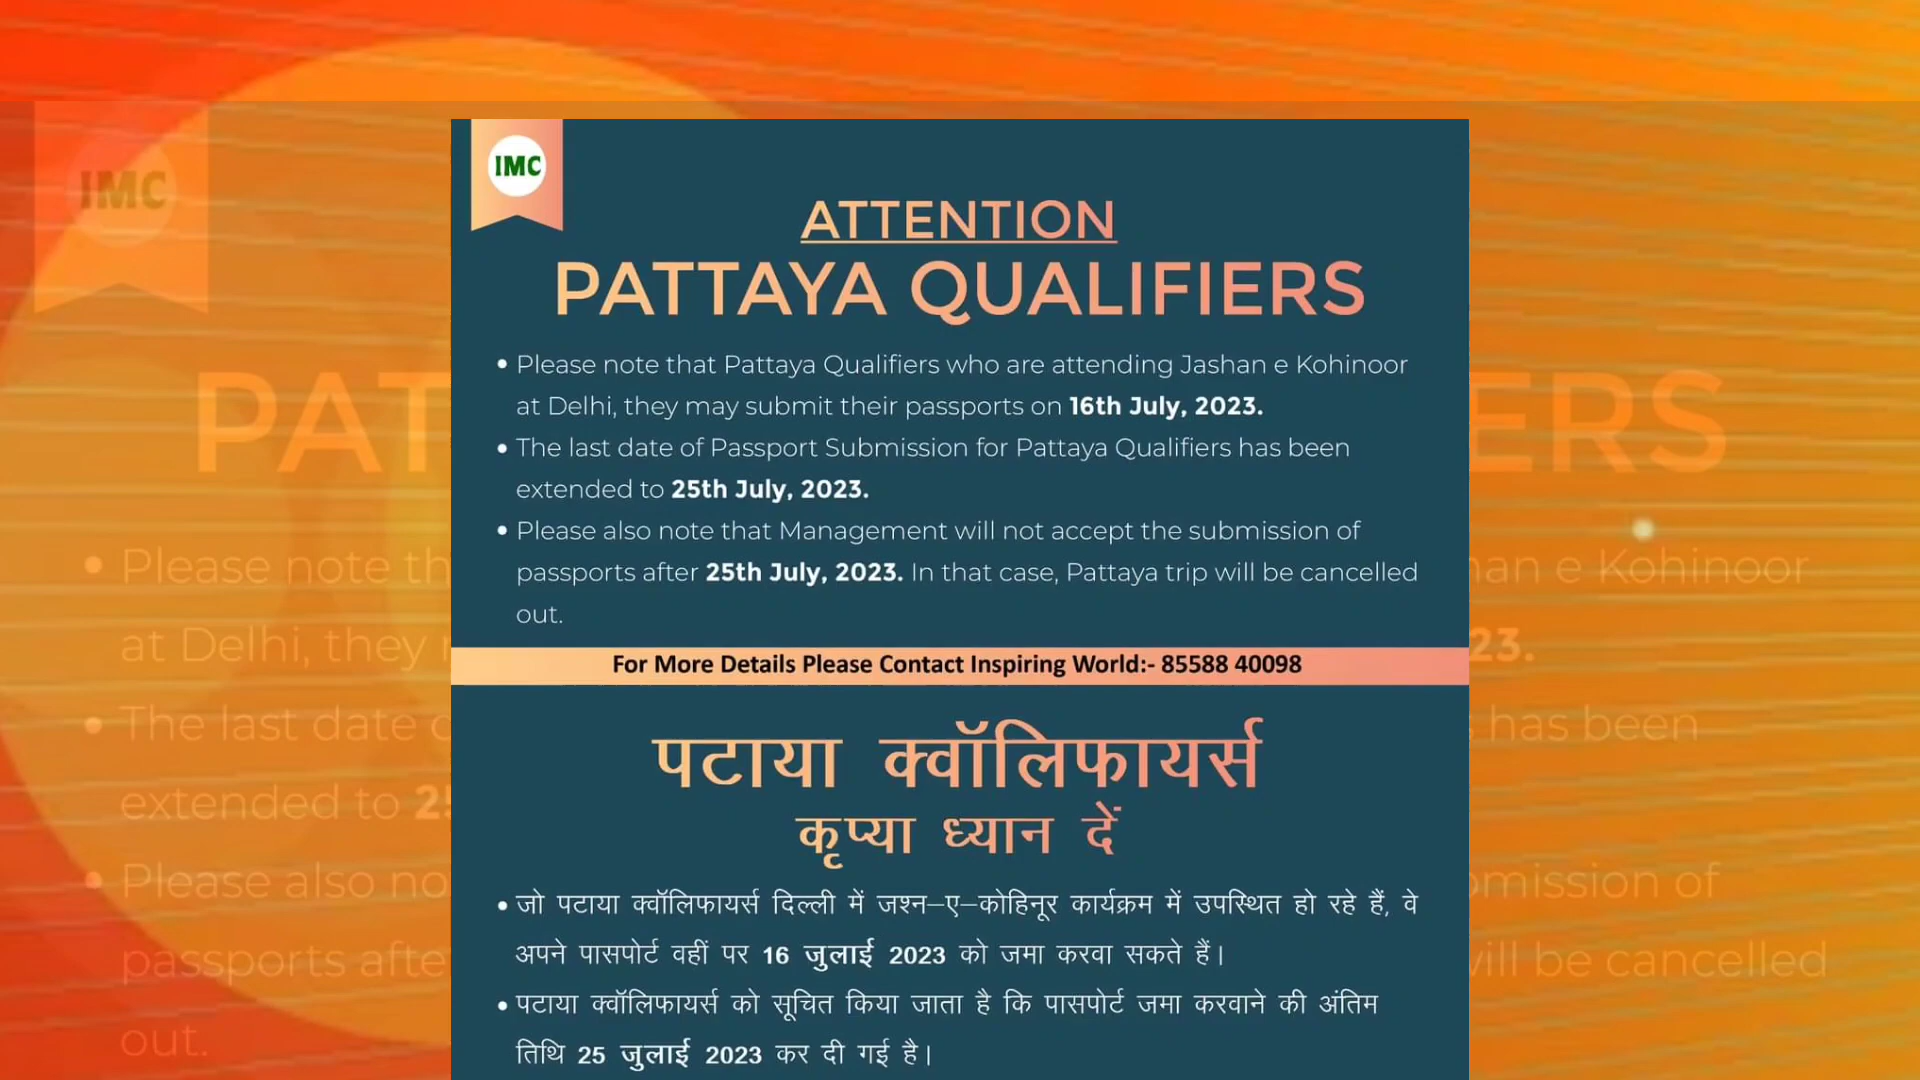 IMC
ATTENTION
PATTAYA QUALIFIERS
• Please note that Pattaya Qualifiers who are attending Jashan e Kohinoor
at Delhi, they may submit their passports on 16th July, 2023.
• The last date of Passport Submission for Pattaya Qualifiers has been
extended to 25th July, 2023.
• Please also note that Management will not accept the submission of
passports after 25th July, 2023. In that case, Pattaya trip will be cancelled
out.
For More Details Please Contact Inspiring World:- 85588 40098
पटाया क्वॉलिफायर्स
कृप्या ध्यान दें
• जो पटाया क्वॉलिफायर्स दिल्ली में जश्न–ए–कोहिनूर कार्यक्रम में उपस्थित हो रहे हैं, वे
अपने पासपोर्ट वहीं पर 16 जुलाई 2023 को जमा करवा सकते हैं।
• पटाया क्वॉलिफायर्स को सूचित किया जाता है कि पासपोर्ट जमा करवाने की अंतिम
तिथि 25 जुलाई 2023 कर दी गई है।